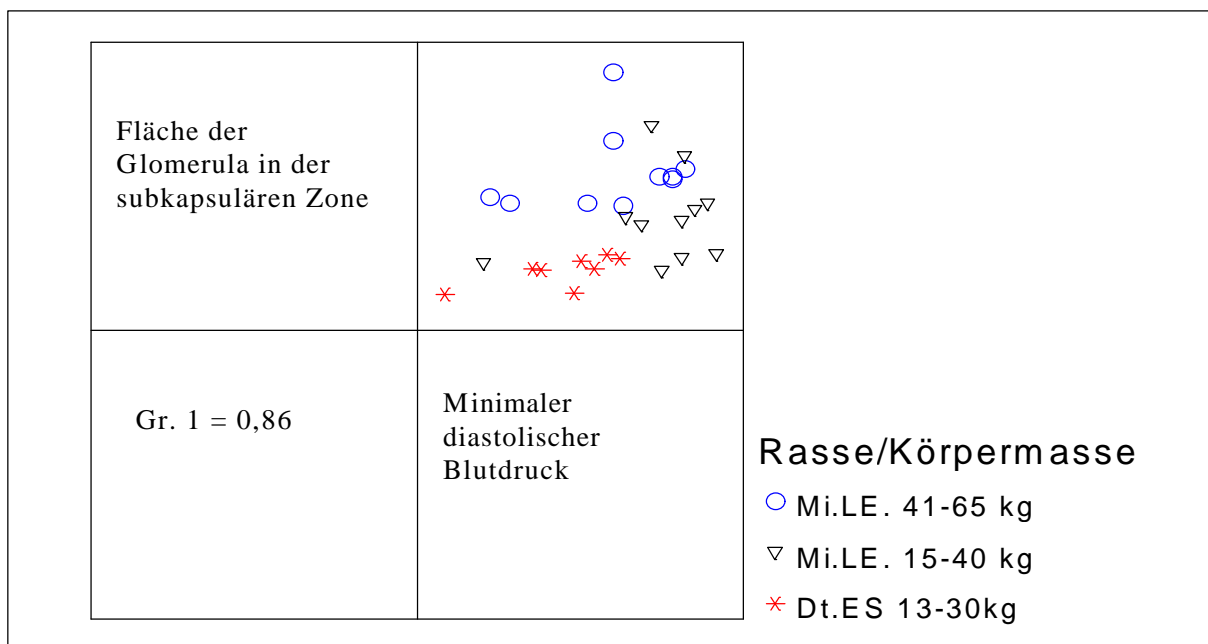 Fläche der
Glomerula in der
subkapsulären Zone
Gr. 1 = 0,86
Minimaler
diastolischer
Blutdruck
Rasse/Körpermasse
Mi.LE. 41-65 kg
Mi.LE. 15-40 kg
Dt.ES 13-30kg